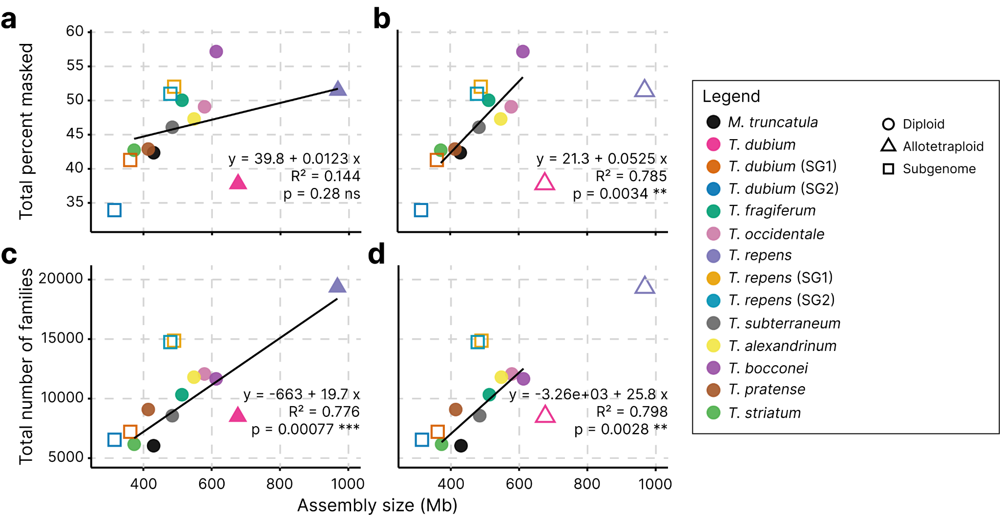 a
b
60
55
50
45
40
35
Total percent masked
y = 39.8 + 0.0123 x
R² = 0.144
p = 0.28 ns
y = 21.3 + 0.0525 x
R² = 0.785
p = 0.0034 **
c
d
20000
15000
10000
5000
Total number of families
y = -663 + 19.7 x
R² = 0.776
p = 0.00077 ***
y = -3.26e+03 + 25.8 x
R² = 0.798
p = 0.0028 **
400 600 800 1000
400 600 800 1000
Assembly size (Mb)
Legend
M. truncatula
T. dubium
T. dubium (SG1)
T. dubium (SG2)
T. fragiferum
T. occidentale
T. repens
T. repens (SG1)
T. repens (SG2)
T. subterraneum
T. alexandrinum
T. bocconei
T. pratense
T. striatum
Diploid
Allotetraploid
Subgenome